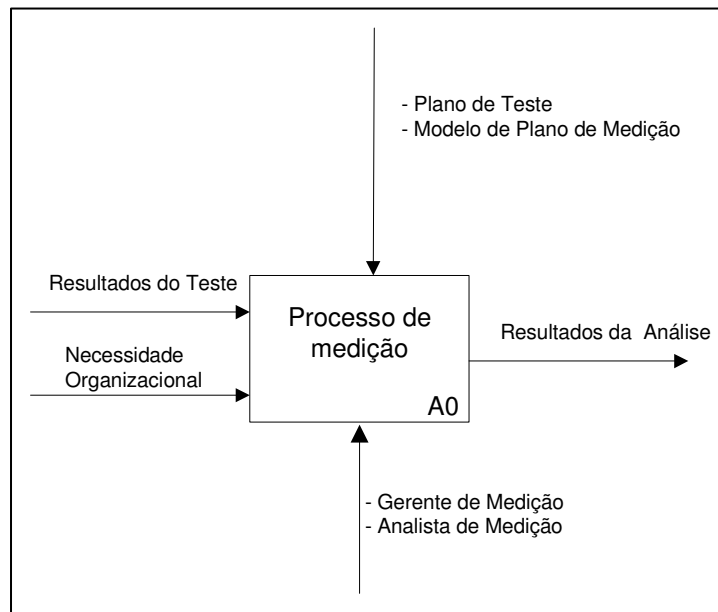 - Plano de Teste
- Modelo de Plano de Medição
Resultados do Teste
Necessidade
Organizacional
Processo de
medição
A0
Resultados da Análise
- Gerente de Medição
- Analista de Medição